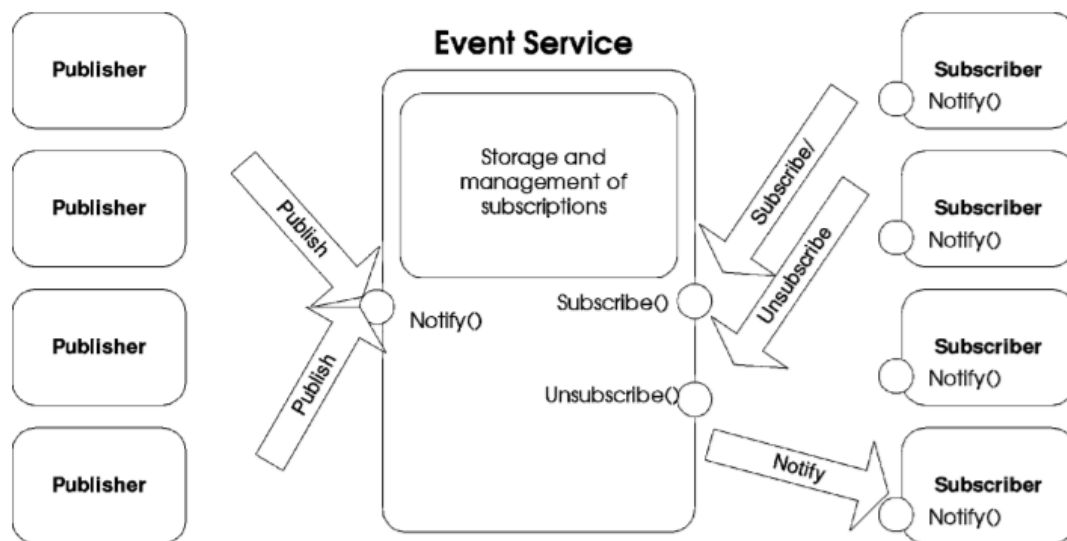 Publisher
Publisher
Publisher
Publisher
Publish
Publish
Event Service
Storage and
management of
subscriptions
Notify()
Subscribe()
Unsubscribe()
Subscribe/
Unsubscribe
Notify
Subscriber
Notify()
Subscriber
Notify()
Subscriber
Notify()
Subscriber
Notify()